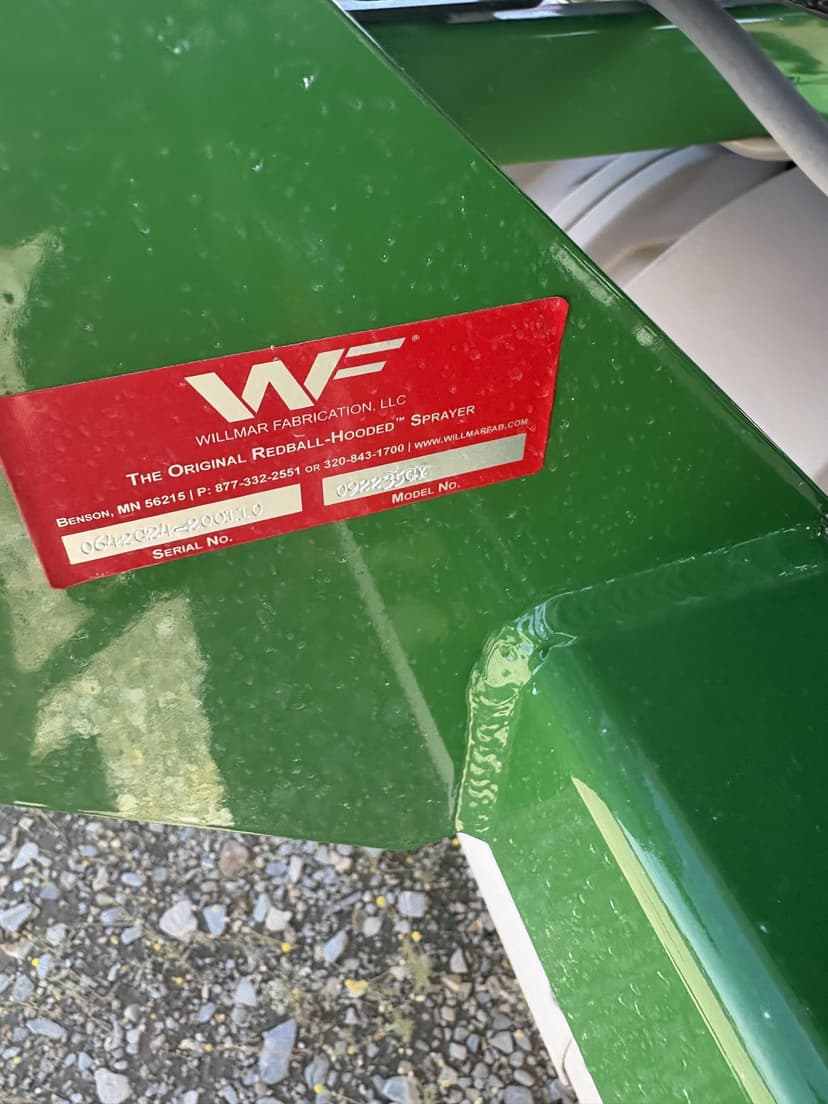 WF®
WILLMAR FABRICATION, LLC
THE ORIGINAL REDBALL-HOODED™ SPRAYER
BENSON, MN 56215 | P: 877-332-2551 OR 320-843-1700 | WWW.WILLMARFAB.COM
SERIAL NO.
MODEL NO.